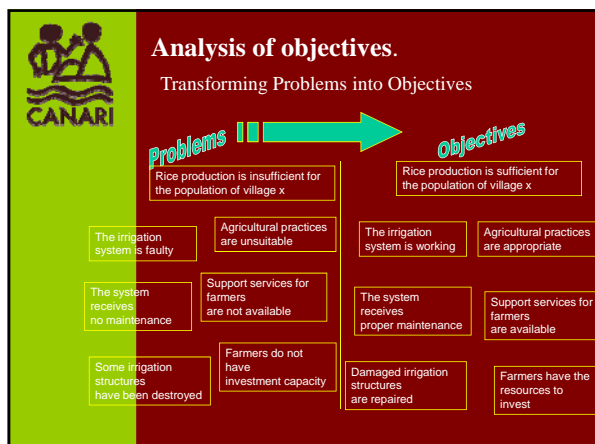 CANARI
Analysis of objectives.
Transforming Problems into Objectives
Problems
Objectives
Rice production is insufficient for
the population of village x
Rice production is sufficient for
the population of village x
The irrigation
system is faulty
Agricultural practices
are unsuitable
The irrigation
system is working
Agricultural practices
are appropriate
The system
receives
no maintenance
Support services for
farmers
are not available
The system
receives
proper maintenance
Support services for
farmers
are available
Some irrigation
structures
have been destroyed
Farmers do not
have
investment capacity
Damaged irrigation
structures
are repaired
Farmers have the
resources to
invest